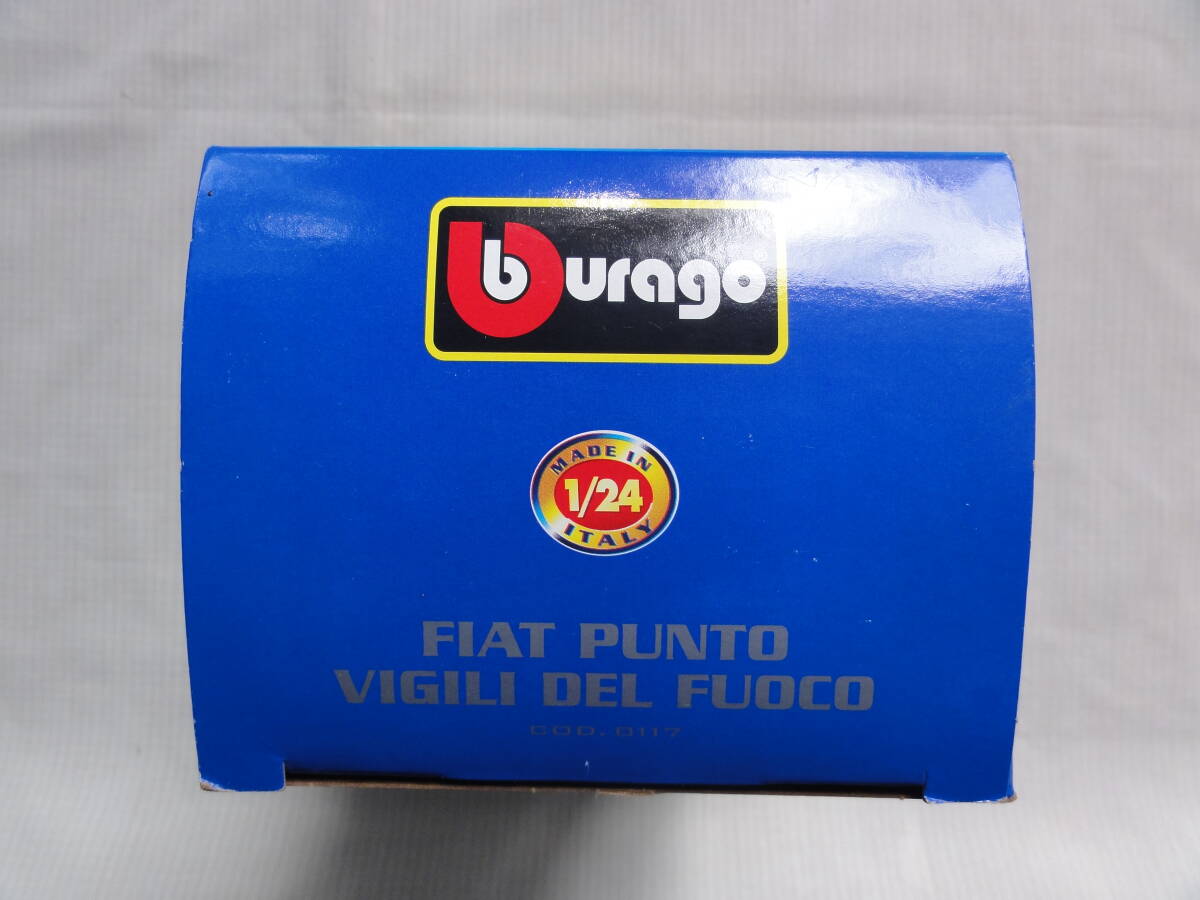 burago
MADE IN
1/24
ITALY
FIAT PUNTO
VIGILI DEL FUOCO
COD. 0117